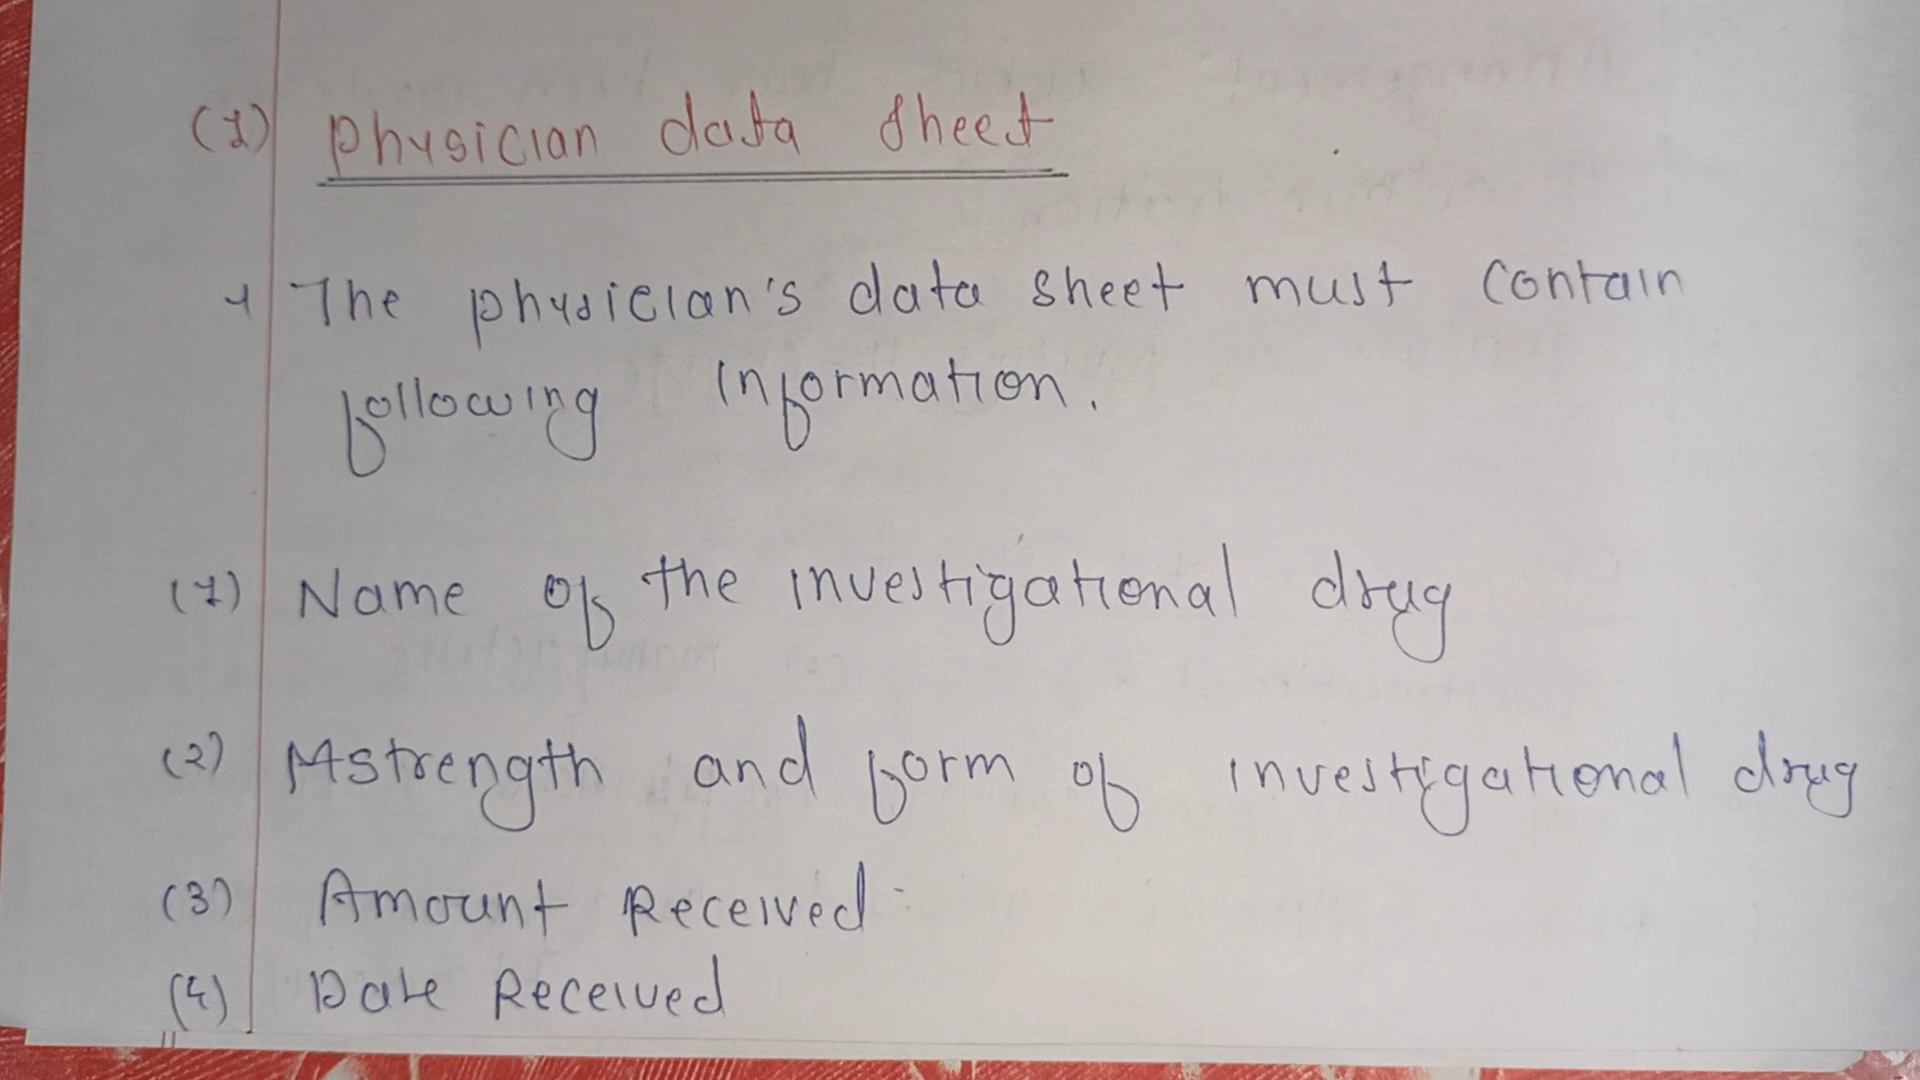 (1) Physician data sheet
The physician's data sheet must contain
following information.
(1) Name of the investigational drug
(2) Mstrength and form of investigational drug
(3) Amount Received
(4) Date Received